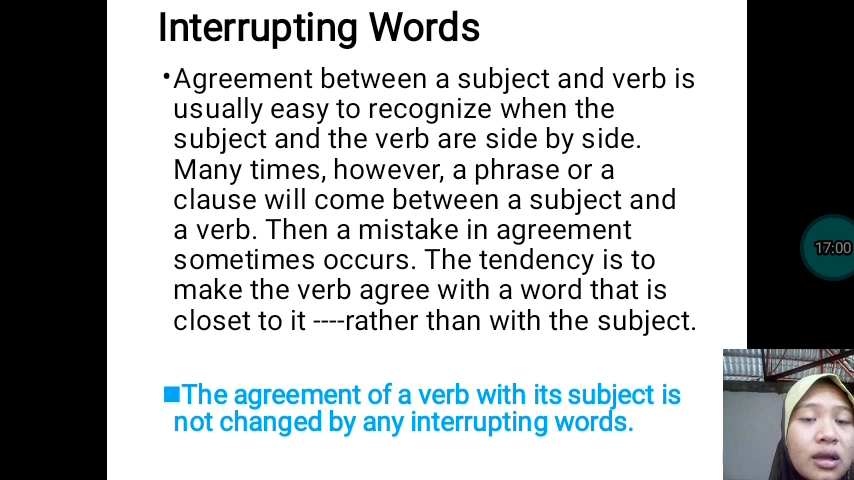 Interrupting Words
•Agreement between a subject and verb is
usually easy to recognize when the
subject and the verb are side by side.
Many times, however, a phrase or a
clause will come between a subject and
a verb. Then a mistake in agreement
sometimes occurs. The tendency is to
make the verb agree with a word that is
closet to it ----rather than with the subject.
17:00
■The agreement of a verb with its subject is
not changed by any interrupting words.